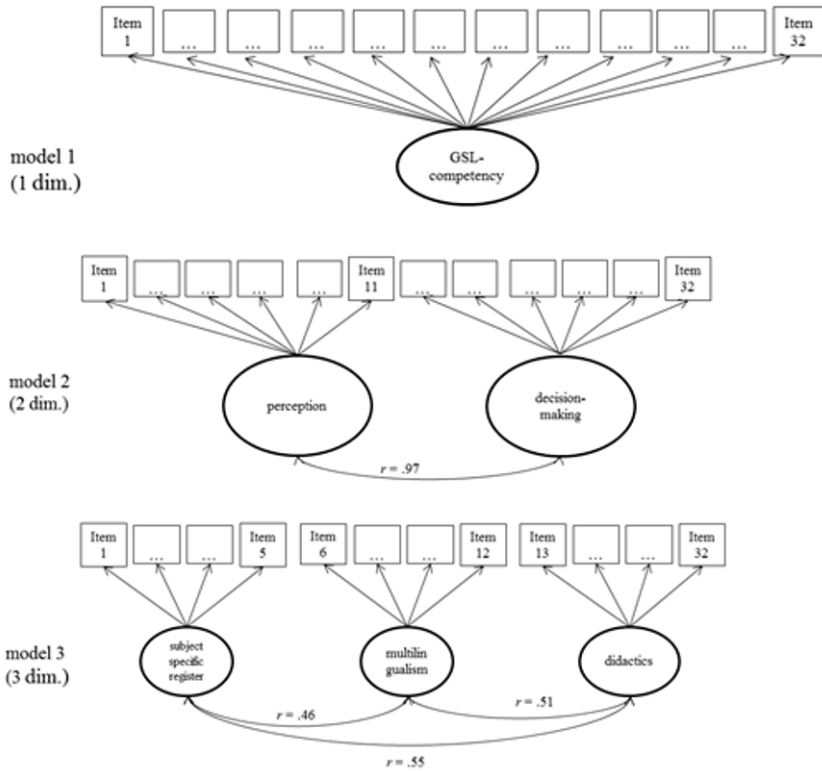 Item
1
...
...
...
...
...
...
...
...
...
...
Item
32
model 1
(1 dim.)
GSL-
competency
Item
1
...
...
...
...
Item
11
...
...
...
...
...
Item
32
model 2
(2 dim.)
perception
decision-
making
r = .97
Item
1
...
...
Item
5
Item
6
...
...
Item
12
Item
13
...
...
Item
32
model 3
(3 dim.)
subject
specific
register
multilin
gualism
didactics
r = .46
r = .51
r = .55